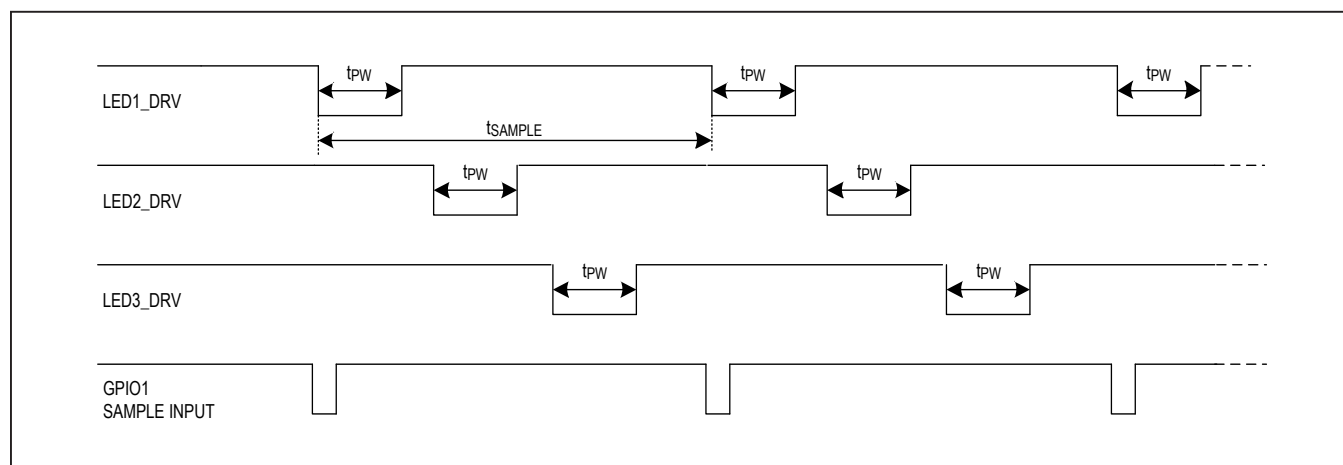 tPW tPW tPW
LED1_DRV
tSAMPLE
tPW tPW
LED2_DRV
tPW tPW
LED3_DRV
GPIO1
SAMPLE INPUT